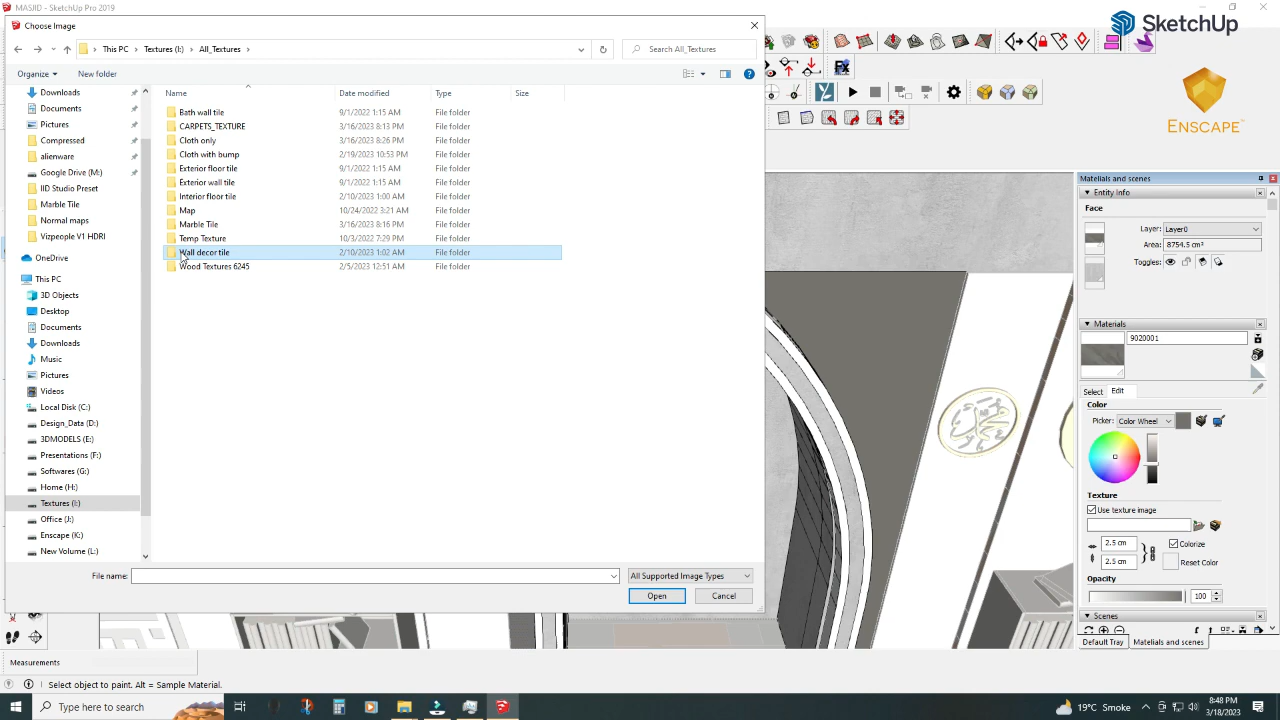 MASJID - SketchUp Pro 2019
SketchUp
ENSCAPE™
Choose Image
This PC
Textures (I:)
All_Textures
Search All_Textures
Organize
New folder
Name
Date modified
Type
Size
Bath wall tile 9/1/2022 1:15 AM File folder
CARPETS_TEXTURE 3/16/2023 8:13 PM File folder
Cloth only 3/16/2023 8:26 PM File folder
Cloth with bump 2/19/2023 10:53 PM File folder
Exterior floor tile 9/1/2022 1:15 AM File folder
Exterior wall tile 9/1/2022 1:15 AM File folder
Interior floor tile 2/10/2023 1:00 AM File folder
Map 10/24/2022 3:21 AM File folder
Marble Tile 3/16/2023 8:16 PM File folder
Temp Texture 10/3/2022 7:29 PM File folder
Wall decor tile 2/10/2023 1:02 AM File folder
Wood Textures 6245 2/5/2023 12:51 AM File folder
Downloads
Documents
Pictures
Compressed
alienware
Google Drive (M:)
IID Studio Preset
Marble Tile
Normal maps
Vizpeople V1 HDRI
OneDrive
This PC
3D Objects
Desktop
Documents
Downloads
Music
Pictures
Videos
Local Disk (C:)
Design_Data (D:)
3DMODELS (E:)
Presentations (F:)
Softwares (G:)
Home (H:)
Textures (I:)
Office (J:)
Enscape (K:)
New Volume (L:)
File name:
All Supported Image Types
Open
Cancel
Materials and scenes
Entity Info
Face
Layer: Layer0
Area: 8754.5 cm²
Toggles:
Materials
9020001
Select
Edit
Color
Picker: Color Wheel
Texture
Use texture image
2.5 cm
Colorize
2.5 cm
Reset Color
Opacity
100
Scenes
Default Tray
Materials and scenes
Measurements
Select object to paint. Alt = Sample Material.
Type here to search
19°C Smoke
8:48 PM
3/18/2023